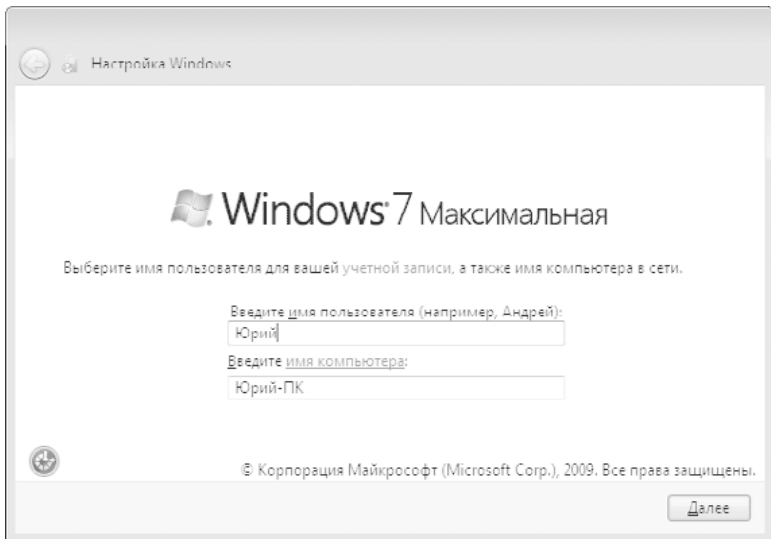 Настройка Windows
Windows 7 Максимальная
Выберите имя пользователя для вашей учетной записи, а также имя компьютера в сети.
Введите имя пользователя (например, Андрей):
Юрий
Введите имя компьютера:
Юрий-ПК
© Корпорация Майкрософт (Microsoft Corp.), 2009. Все права защищены.
Далее